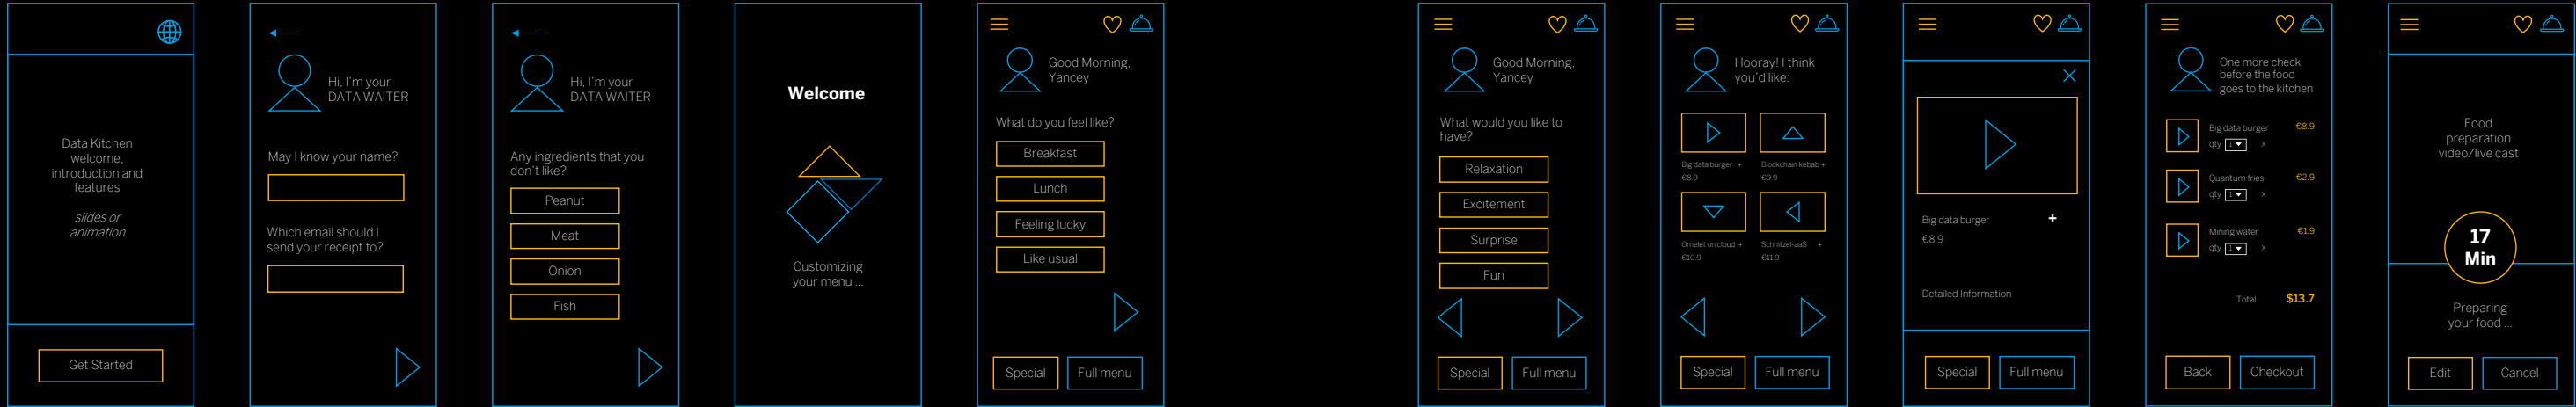 Data Kitchen
welcome,
introduction and
features
slides or
animation
Get Started
Hi, I'm your
DATA WAITER
May I know your name?
Which email should I
send your receipt to?
Hi, I'm your
DATA WAITER
Any ingredients that you
don't like?
Peanut
Meat
Onion
Fish
Welcome
Customizing
your menu ...
Good Morning,
Yancey
What do you feel like?
Breakfast
Lunch
Feeling lucky
Like usual
Special
Full menu
Good Morning,
Yancey
What would you like to
have?
Relaxation
Excitement
Surprise
Fun
Special
Full menu
Hooray! I think
you'd like:
Big data burger +
€8.9
Blockchain kebab +
€9.9
Omelet on cloud +
€10.9
Schnitzel-aaS +
€11.9
Special
Full menu
Big data burger +
€8.9
Detailed Information
Special
Full menu
One more check
before the food
goes to the kitchen
Big data burger €8.9
qty 1 x
Quantum fries €2.9
qty 1 x
Mining water €1.9
qty 1 x
Total $13.7
Back
Checkout
Food
preparation
video/live cast
17
Min
Preparing
your food ...
Edit
Cancel